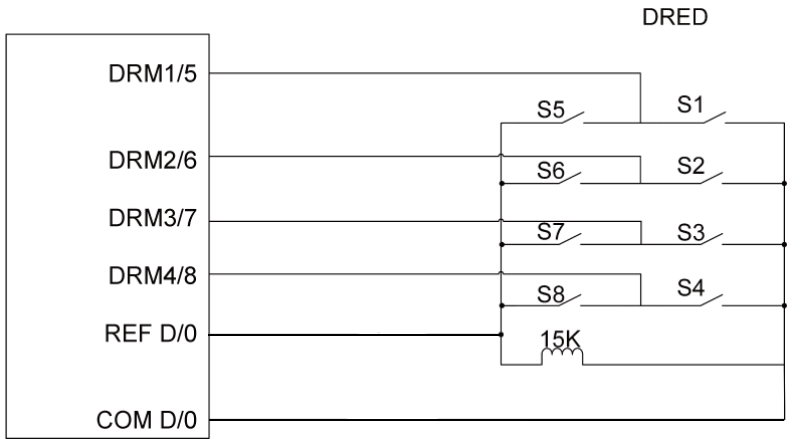 DRED
DRM1/5
S5
S1
DRM2/6
S6
S2
DRM3/7
S7
S3
DRM4/8
S8
S4
REF D/0
15K
COM D/0